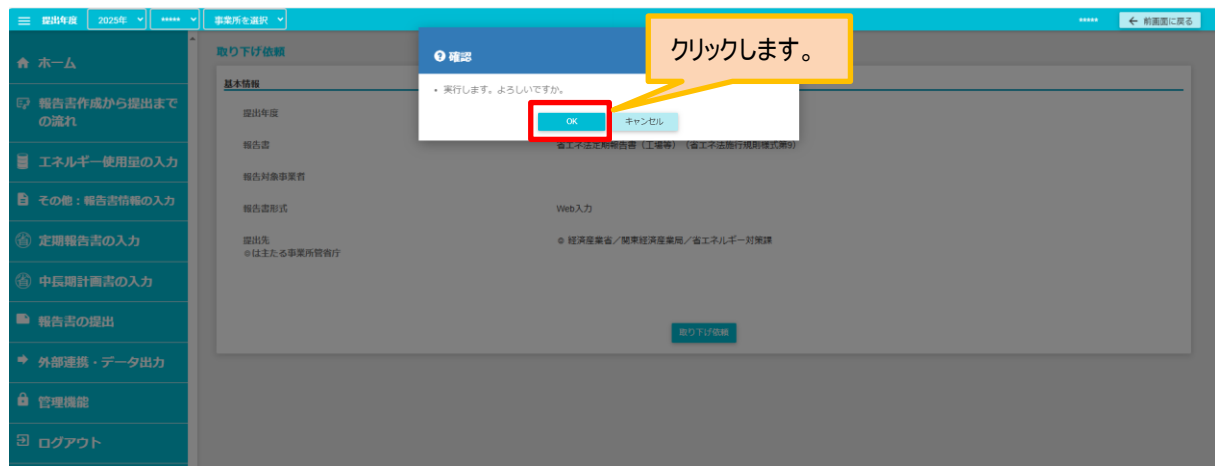 提出年度 2025年 ***** 事業所を選択 ***** ← 前画面に戻る
ホーム
報告書作成から提出まで
の流れ
エネルギー使用量の入力
その他：報告書情報の入力
定期報告書の入力
中長期計画書の入力
報告書の提出
外部連携・データ出力
管理機能
ログアウト
取り下げ依頼
基本情報
提出年度
報告書 省エネ法定期報告書（工場等）（省エネ法施行規則様式第9）
報告対象事業者
報告書形式 Web入力
提出先 ◎ 経済産業省／関東経済産業局／省エネルギー対策課
◎は主たる事業所管省庁
取り下げ依頼
確認
• 実行します。よろしいですか。
OK キャンセル
クリックします。